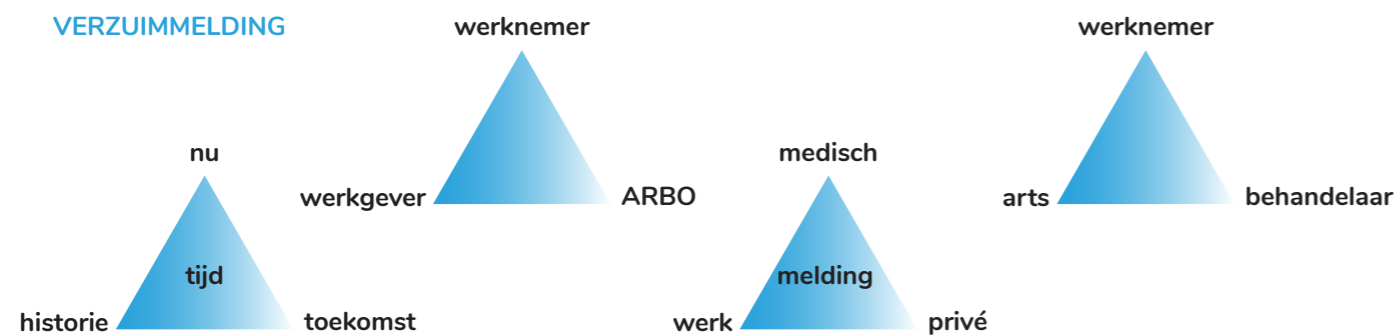 VERZUIMMELDING
werknemer
werkgever
ARBO
werknemer
arts
behandelaar
nu
tijd
historie
toekomst
medisch
melding
werk
privé